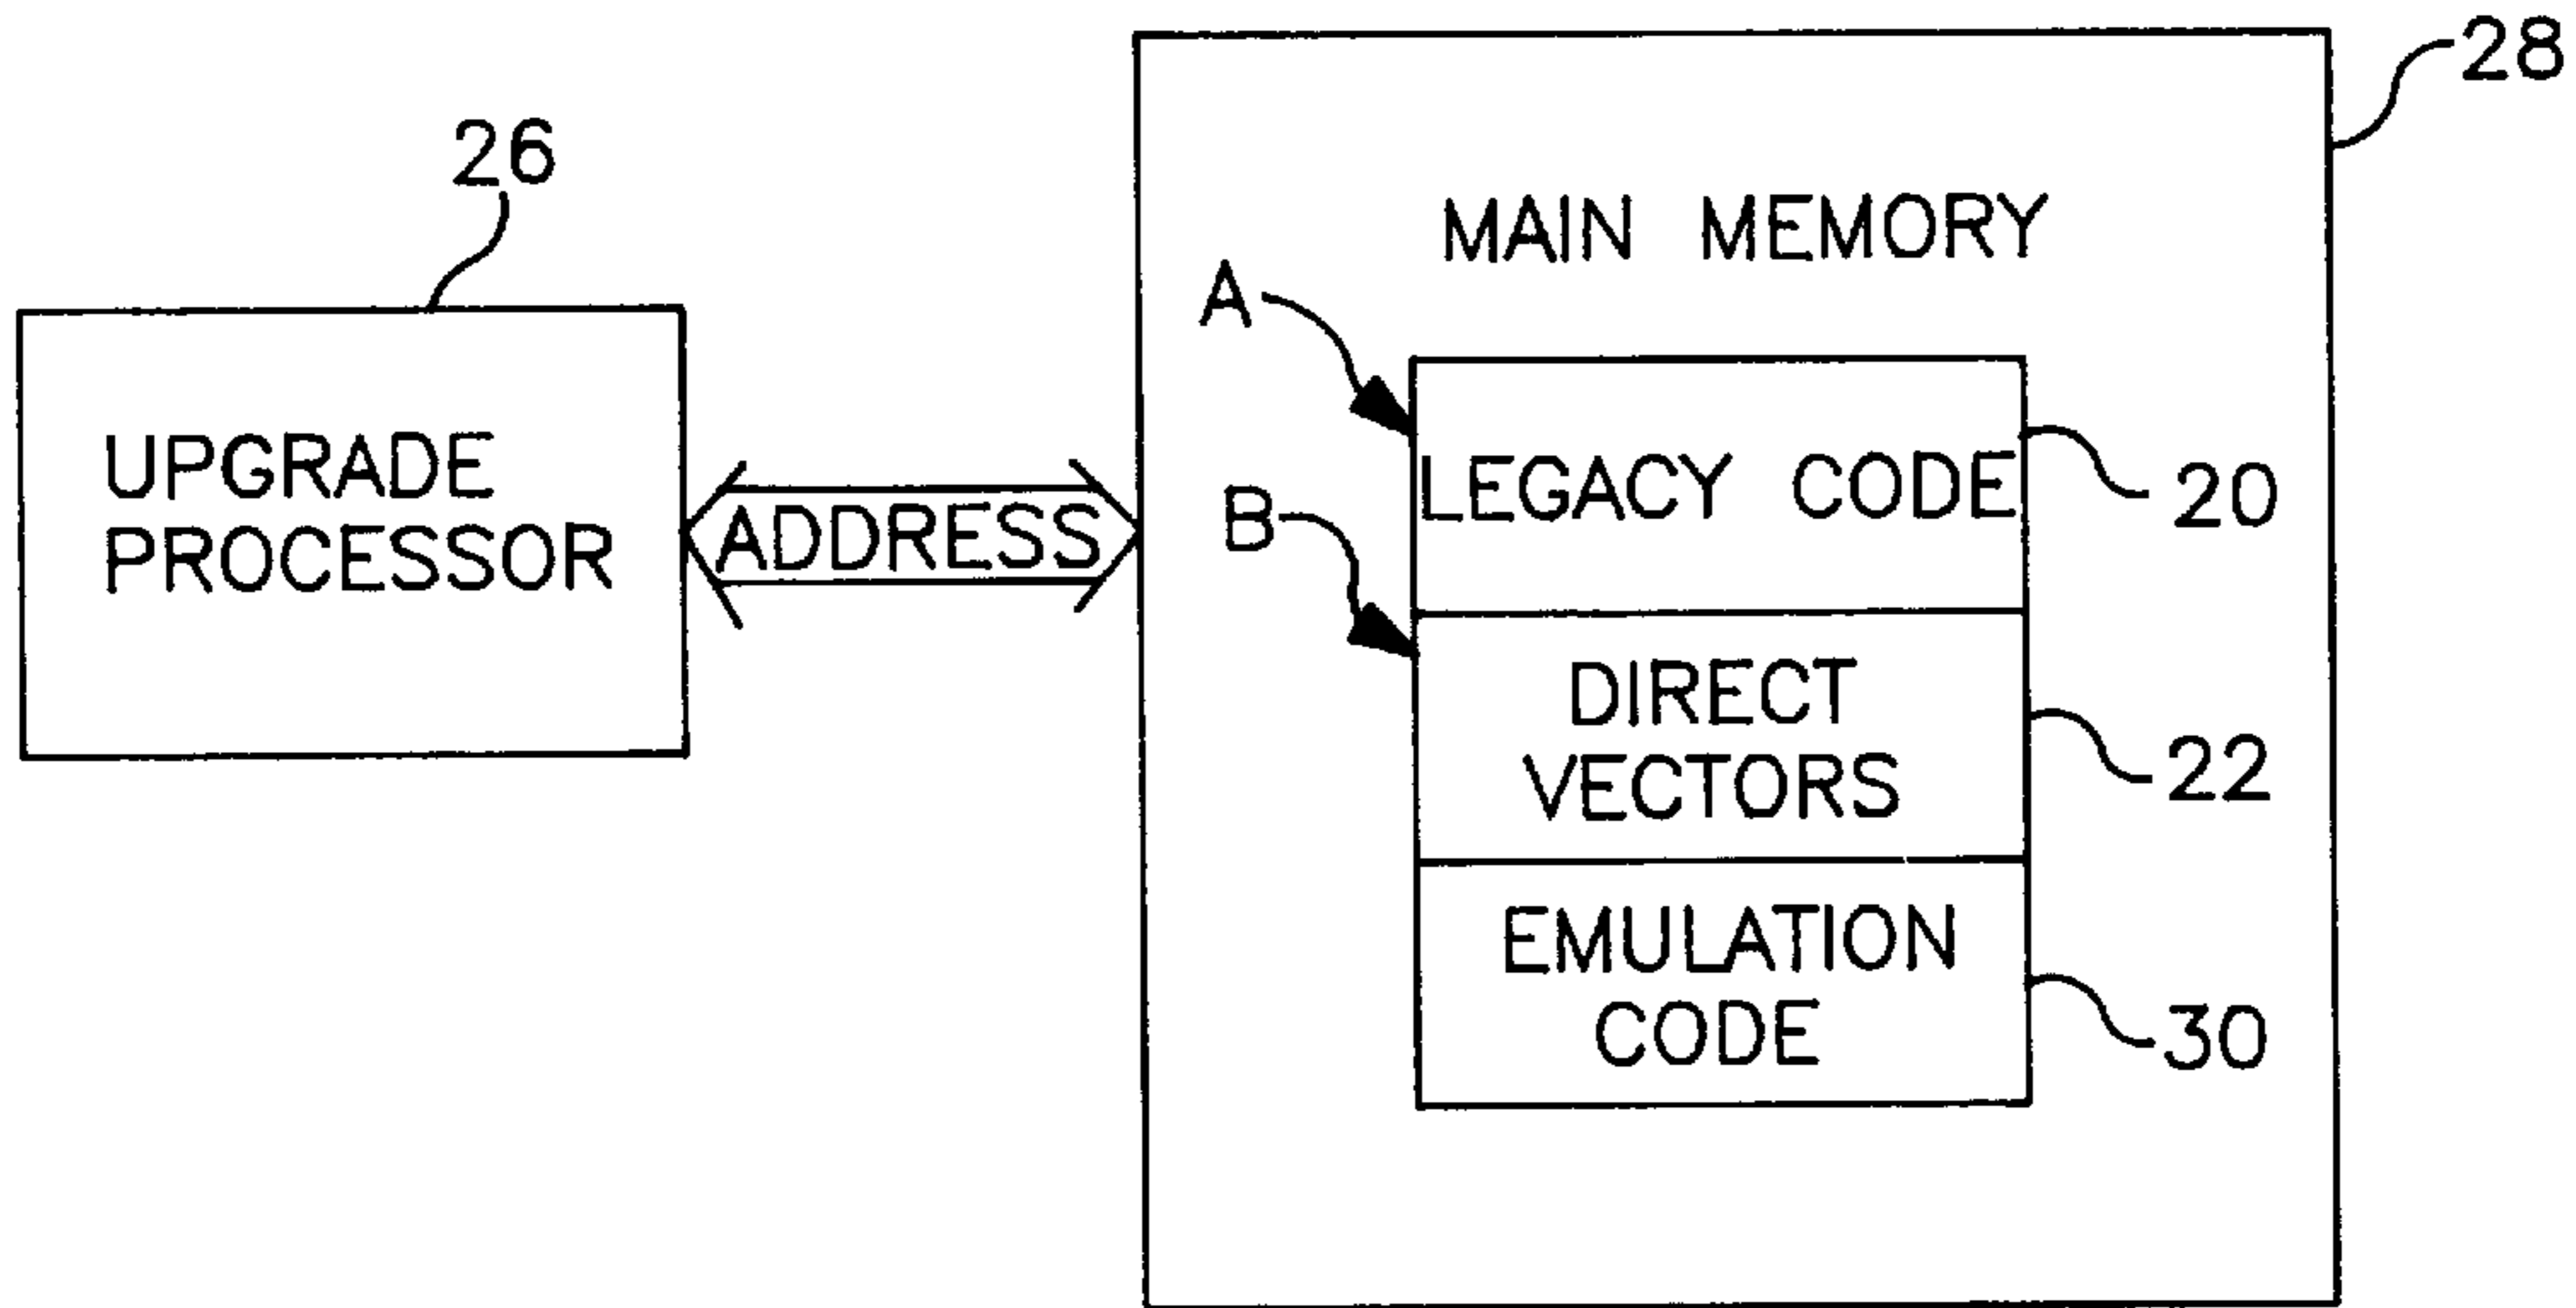 28
26
MAIN MEMORY
A
UPGRADE
PROCESSOR
ADDRESS
LEGACY CODE
20
B
DIRECT
VECTORS
22
EMULATION
CODE
30